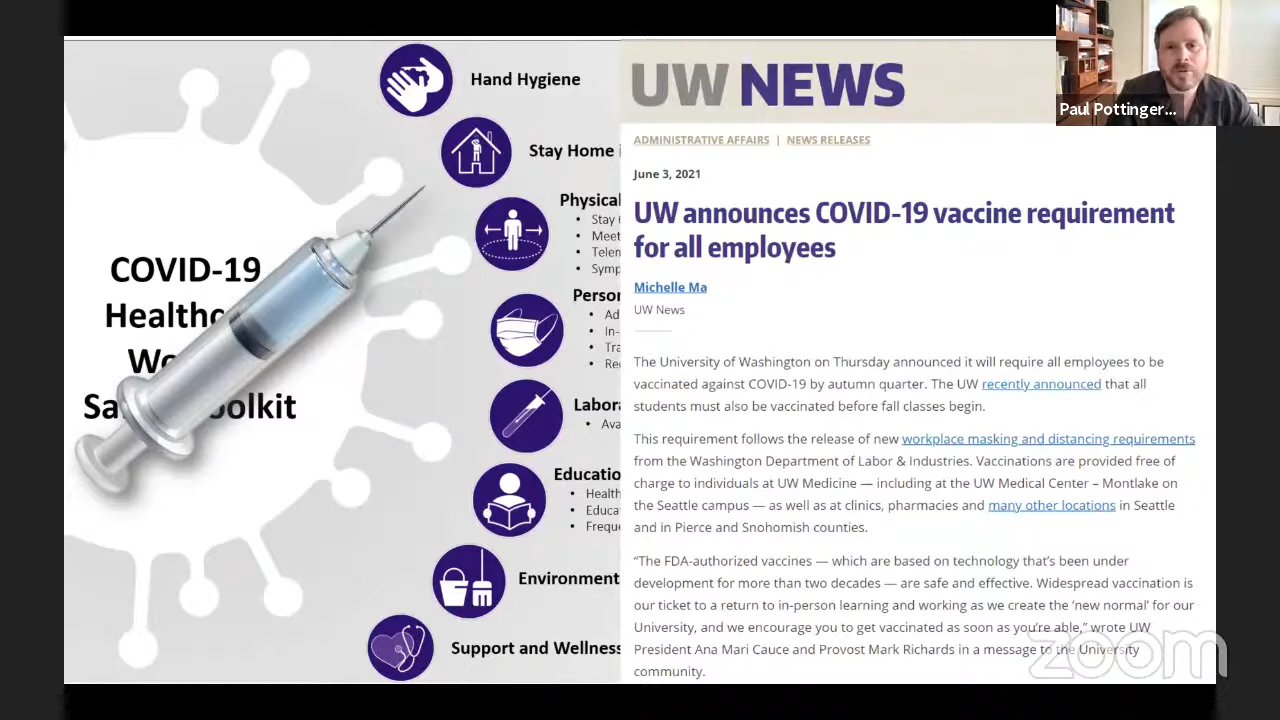 Hand Hygiene
Stay Home
Physical
Stay
Meet
Telem
Symp
Person
Ad
In-
Tra
Re
Labora
Ava
Educatio
Health
Educa
Frequ
Environment
Support and Wellness
COVID-19
Healthc
Wo
Sa oolkit
UW NEWS
ADMINISTRATIVE AFFAIRS | NEWS RELEASES
June 3, 2021
UW announces COVID-19 vaccine requirement
for all employees
Michelle Ma
UW News
The University of Washington on Thursday announced it will require all employees to be
vaccinated against COVID-19 by autumn quarter. The UW recently announced that all
students must also be vaccinated before fall classes begin.
This requirement follows the release of new workplace masking and distancing requirements
from the Washington Department of Labor & Industries. Vaccinations are provided free of
charge to individuals at UW Medicine — including at the UW Medical Center – Montlake on
the Seattle campus — as well as at clinics, pharmacies and many other locations in Seattle
and in Pierce and Snohomish counties.
“The FDA-authorized vaccines — which are based on technology that’s been under
development for more than two decades — are safe and effective. Widespread vaccination is
our ticket to a return to in-person learning and working as we create the ‘new normal’ for our
University, and we encourage you to get vaccinated as soon as you’re able,” wrote UW
President Ana Mari Cauce and Provost Mark Richards in a message to the University
community.
Paul Pottinger...
zoom